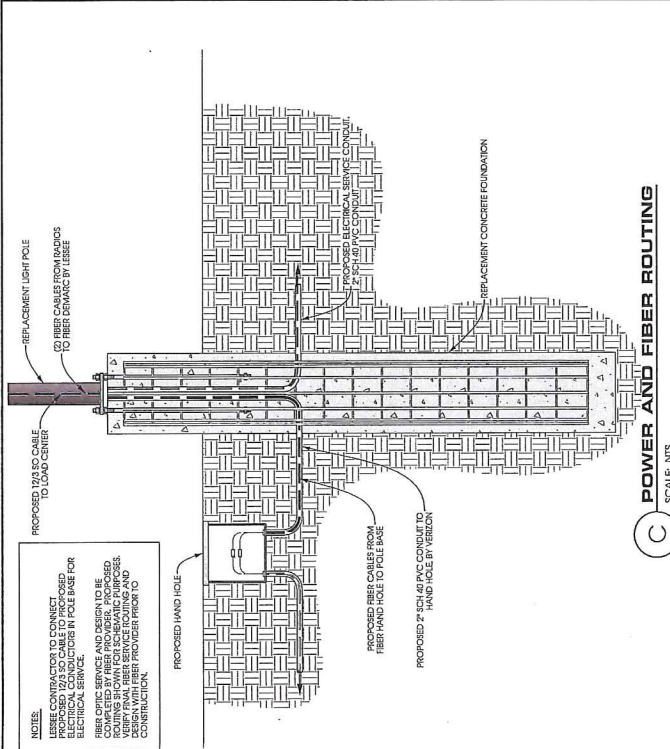 NOTES:
LESSEE CONTRACTOR TO CONNECT
PROPOSED 12/3 SO CABLE TO PROPOSED
ELECTRICAL CONDUCTORS IN POLE BASE FOR
ELECTRICAL SERIVCE.
FIBER OPTIC SERVICE AND DESIGN TO BE
COMPLETED BY FIBER PROVIDER. PROPOSED
ROUTING SHOWN FOR SCHEMATIC PURPOSES.
VERIFY FINAL FIBER SERVICE ROUTING AND
DESIGN WITH FIBER PROVIDER PRIOR TO
CONSTRUCTION.
PROPOSED 12/3 SO CABLE
TO LOAD CENTER
REPLACEMENT LIGHT POLE
(2) FIBER CABLES FROM RADIOS
TO FIBER DEMARC BY LESSEE
PROPOSED HAND HOLE
PROPOSED ELECTRICAL SERVICE CONDUIT,
2" SCH 40 PVC CONDUIT
PROPOSED FIBER CABLES FROM
FIBER HAND HOLE TO POLE BASE
PROPOSED 2" SCH 40 PVC CONDUIT TO
HAND HOLE, BY VERIZON
REPLACEMENT CONCRETE FOUNDATION
C
POWER AND FIBER ROUTING
SCALE: NTS